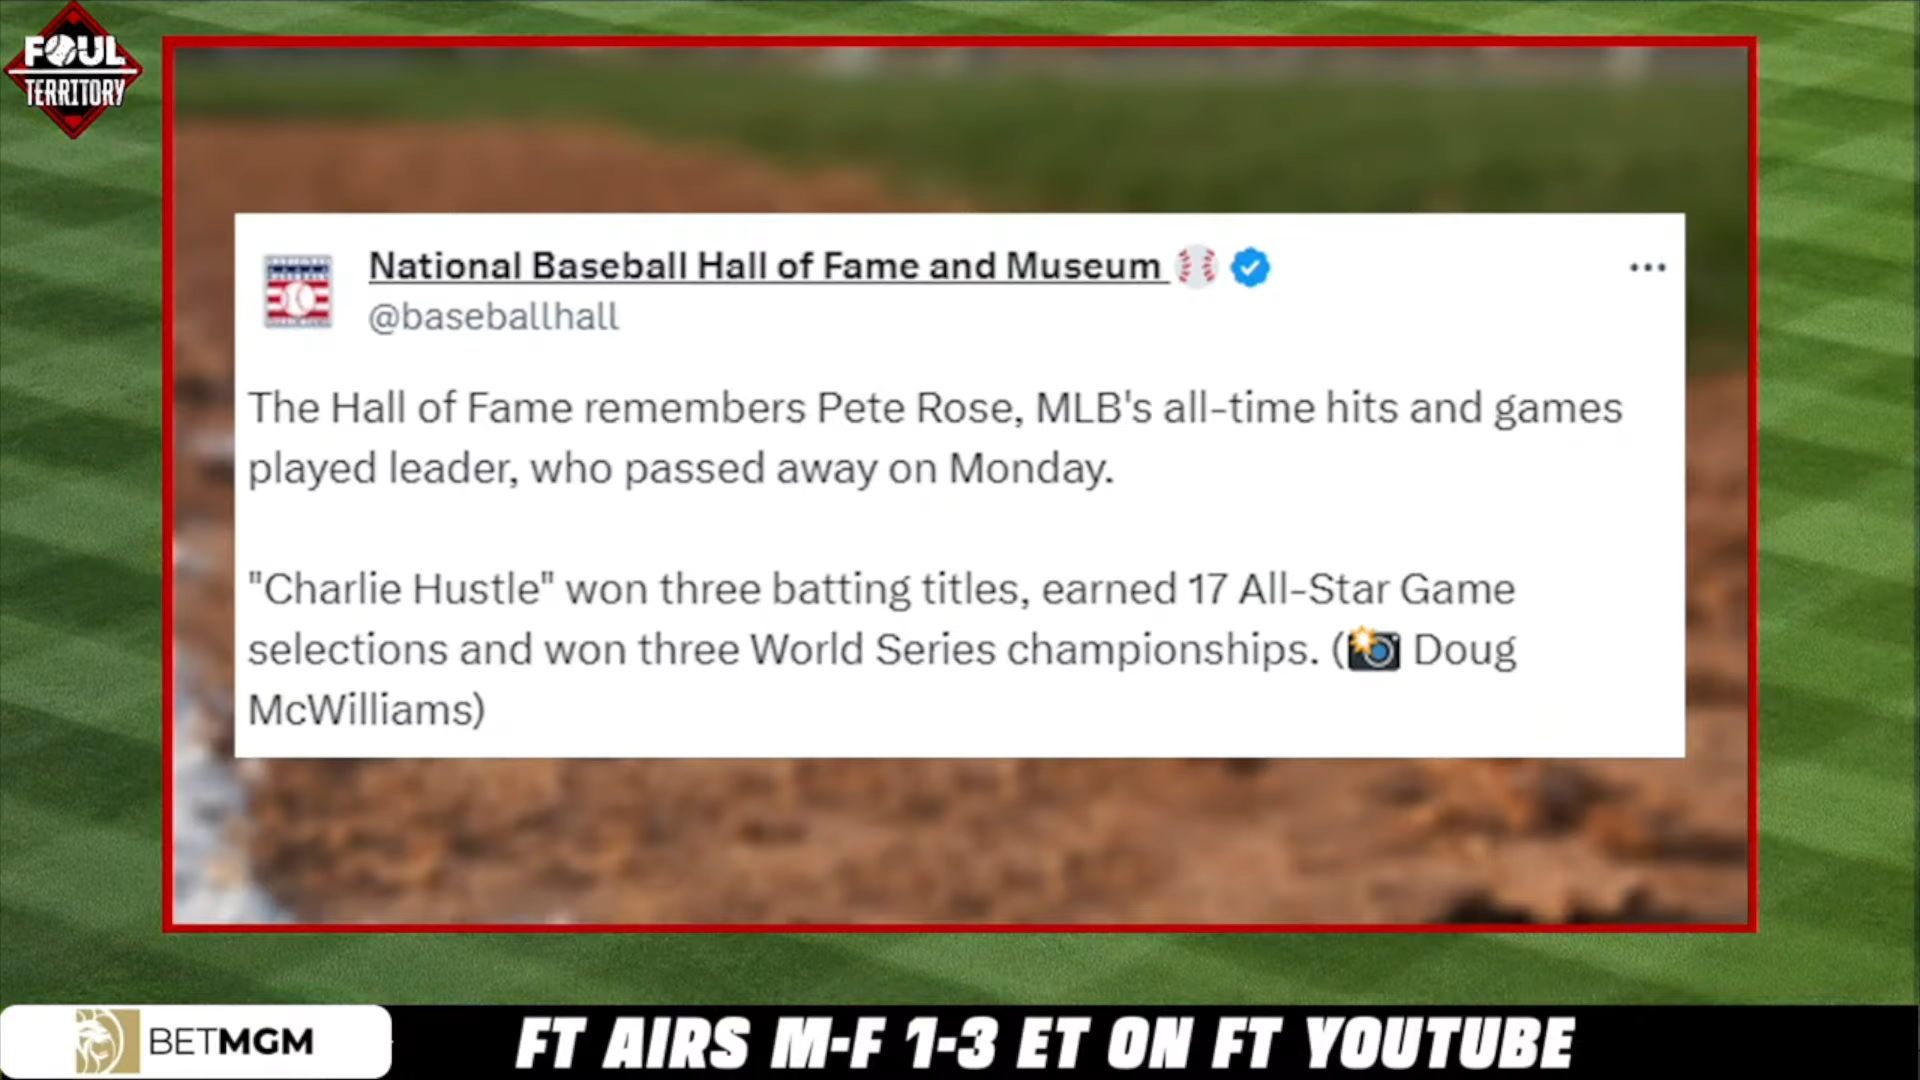 FOUL
TERRITORY
National Baseball Hall of Fame and Museum
@baseballhall
The Hall of Fame remembers Pete Rose, MLB's all-time hits and games
played leader, who passed away on Monday.
"Charlie Hustle" won three batting titles, earned 17 All-Star Game
selections and won three World Series championships. (📸 Doug
McWilliams)
BETMGM
FT AIRS M-F 1-3 ET ON FT YOUTUBE